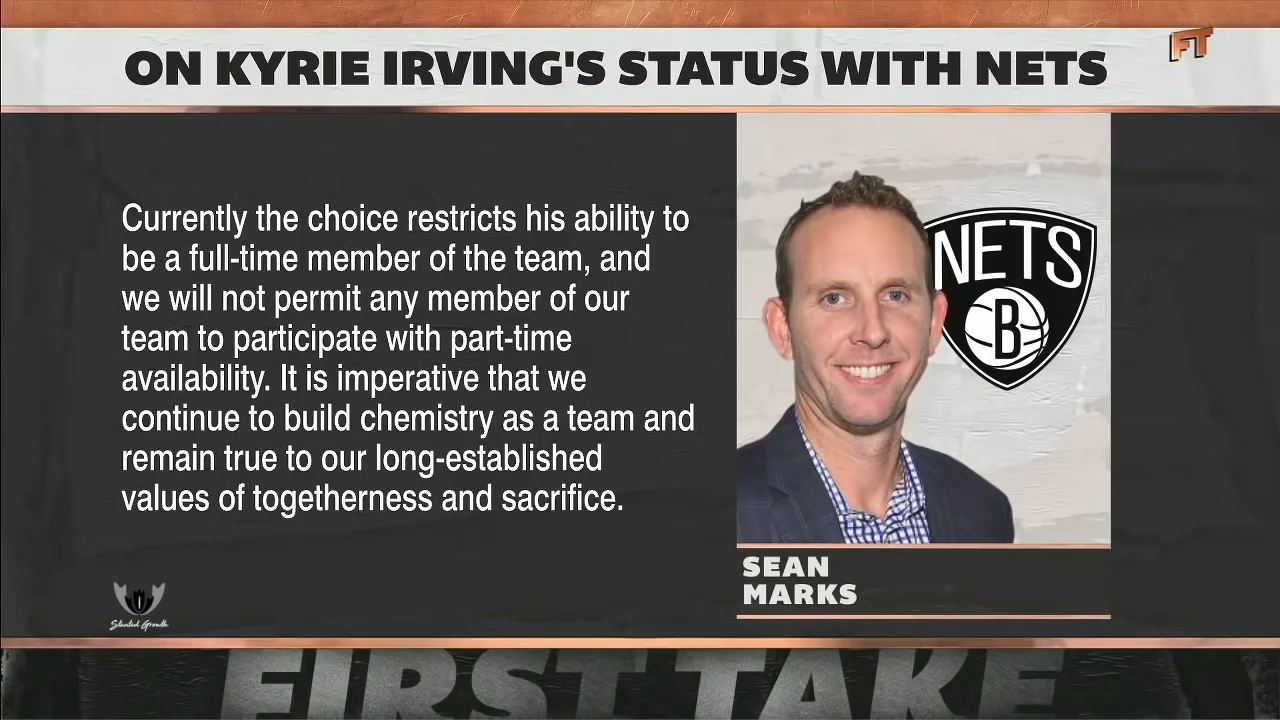 ON KYRIE IRVING'S STATUS WITH NETS
FT
Currently the choice restricts his ability to
be a full-time member of the team, and
we will not permit any member of our
team to participate with part-time
availability. It is imperative that we
continue to build chemistry as a team and
remain true to our long-established
values of togetherness and sacrifice.
NETS
B
SEAN
MARKS
Slanted Growth
FIRST TAKE